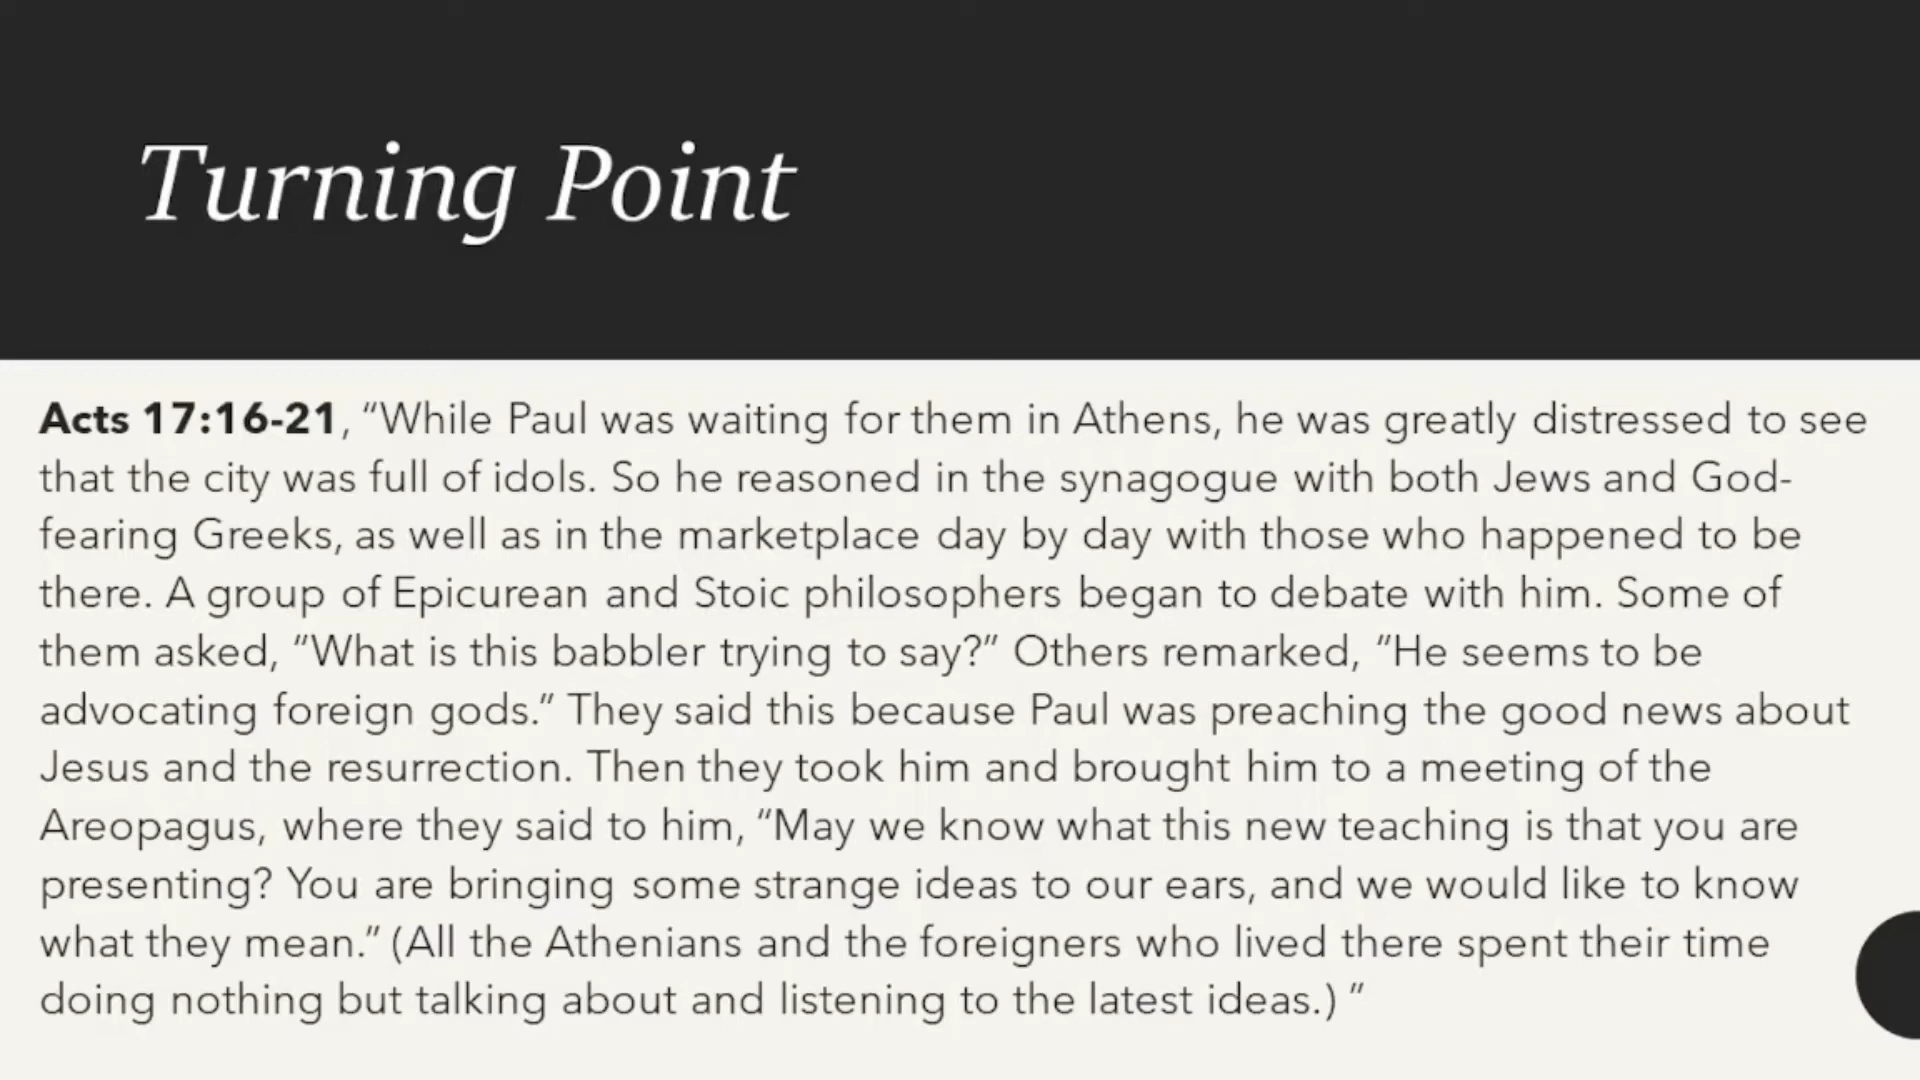 Turning Point
Acts 17:16-21, “While Paul was waiting for them in Athens, he was greatly distressed to see
that the city was full of idols. So he reasoned in the synagogue with both Jews and God-
fearing Greeks, as well as in the marketplace day by day with those who happened to be
there. A group of Epicurean and Stoic philosophers began to debate with him. Some of
them asked, “What is this babbler trying to say?” Others remarked, “He seems to be
advocating foreign gods.” They said this because Paul was preaching the good news about
Jesus and the resurrection. Then they took him and brought him to a meeting of the
Areopagus, where they said to him, “May we know what this new teaching is that you are
presenting? You are bringing some strange ideas to our ears, and we would like to know
what they mean.” (All the Athenians and the foreigners who lived there spent their time
doing nothing but talking about and listening to the latest ideas.) ”